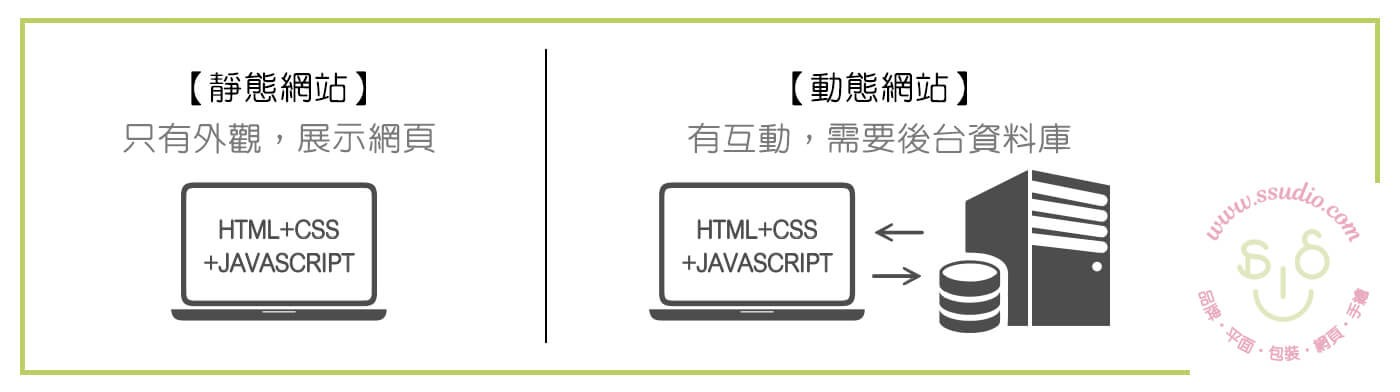 【靜態網站】
只有外觀，展示網頁
HTML+CSS
+JAVASCRIPT
【動態網站】
有互動，需要後台資料庫
HTML+CSS
+JAVASCRIPT
www.ssudio.com
品牌・平面・包裝・網頁・手機